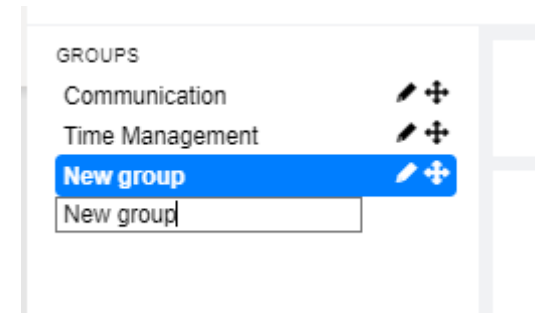 GROUPS
Communication
Time Management
New group
New group